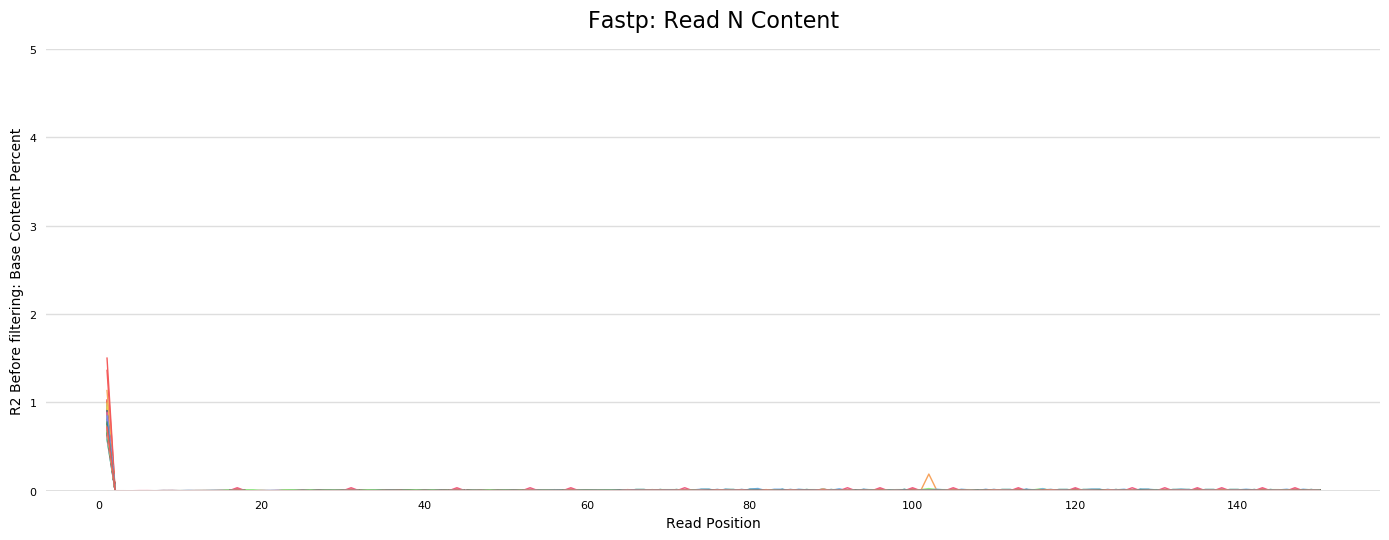 Fastp: Read N Content
R2 Before filtering: Base Content Percent
5
4
3
2
1
0
0 20 40 60 80 100 120 140
Read Position